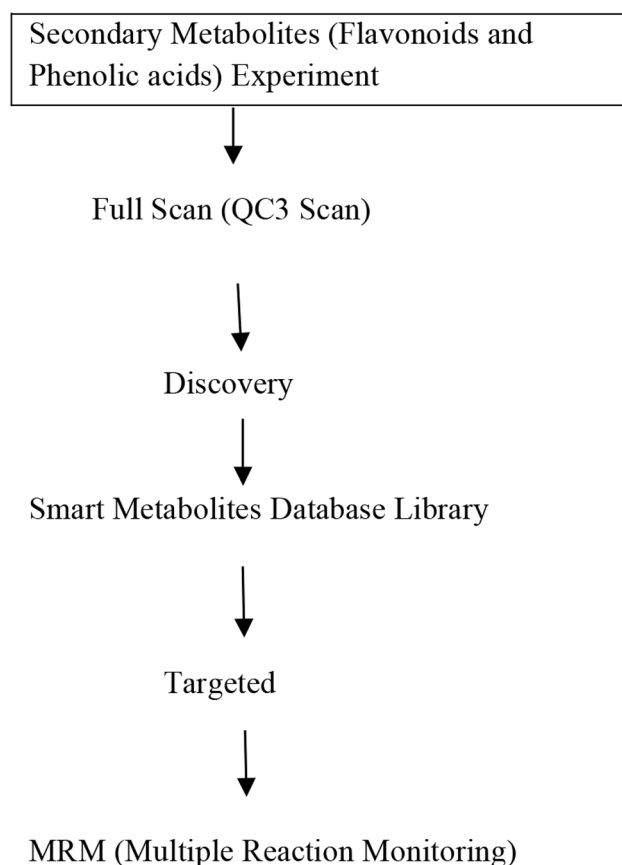 Secondary Metabolites (Flavonoids and
Phenolic acids) Experiment
Full Scan (QC3 Scan)
Discovery
Smart Metabolites Database Library
Targeted
MRM (Multiple Reaction Monitoring)